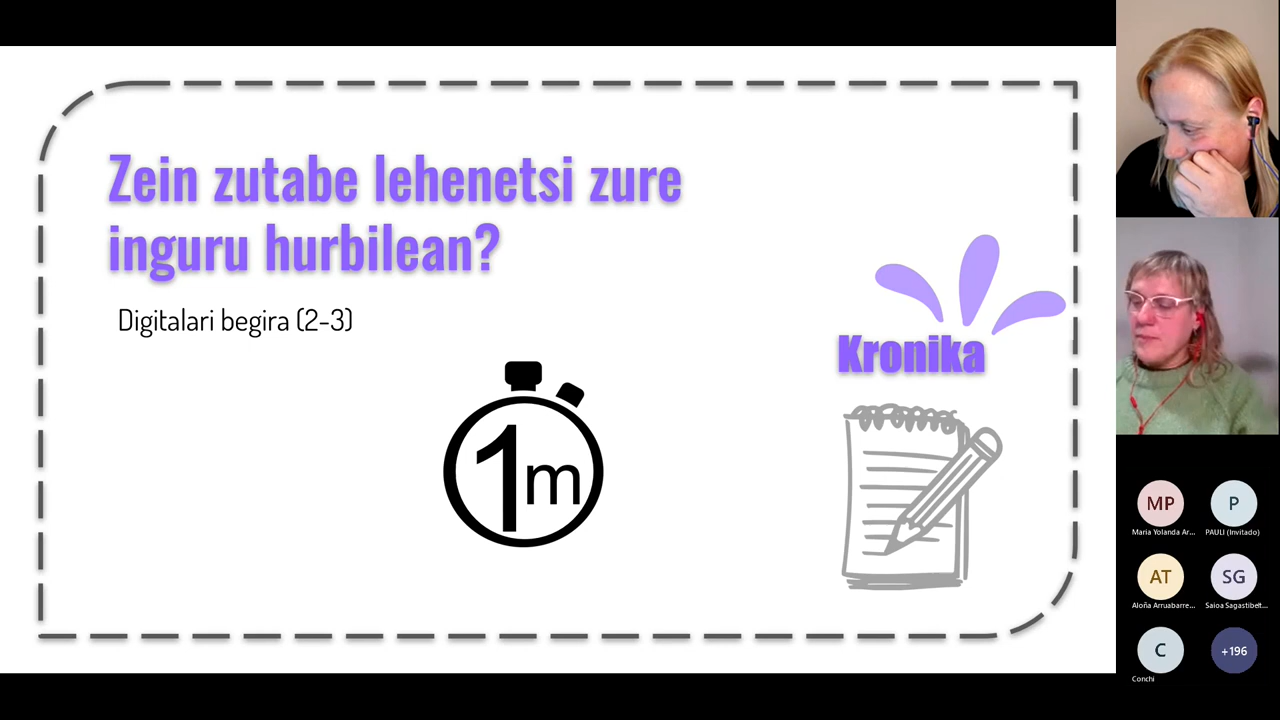 Zein zutabe lehenetsi zure
inguru hurbilean?
Digitalari begira (2-3)
1m
Kronika
MP
P
Maria Yolanda Ar...
PAULI (Invitado)
AT
SG
Aloña Arruabarre...
Saioa Sagastibelt...
C
+196
Conchi